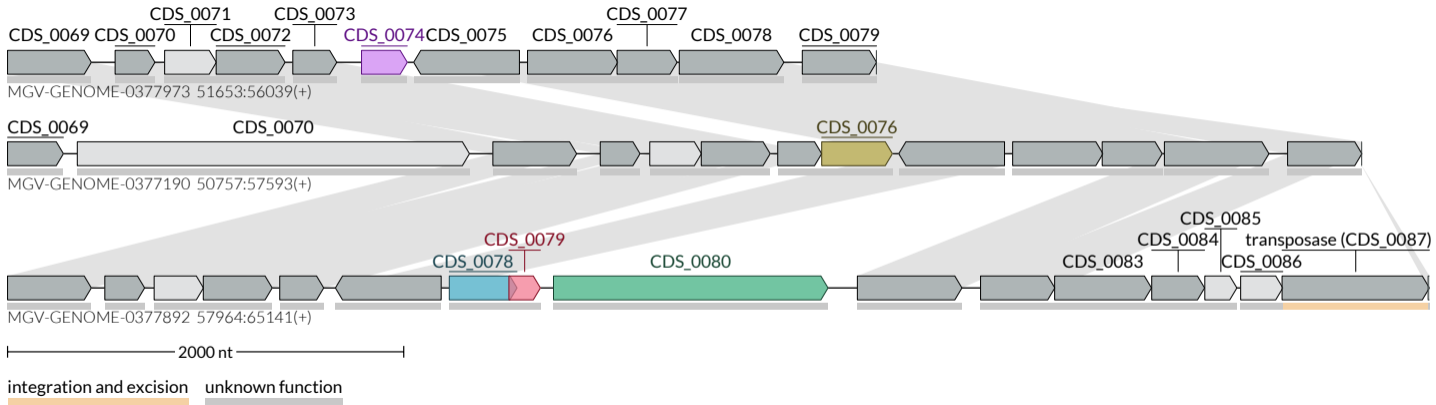 CDS_0071 CDS_0073 CDS_0077
CDS_0069 CDS_0070 CDS_0072 CDS_0074 CDS_0075 CDS_0076 CDS_0078 CDS_0079
MGV-GENOME-0377973 51653:56039(+)
CDS_0069 CDS_0070 CDS_0076
MGV-GENOME-0377190 50757:57593(+)
CDS_0085
CDS_0079 CDS_0084 transposase (CDS_0087)
CDS_0078 CDS_0080 CDS_0083 CDS_0086
MGV-GENOME-0377892 57964:65141(+)
2000 nt
integration and excision unknown function